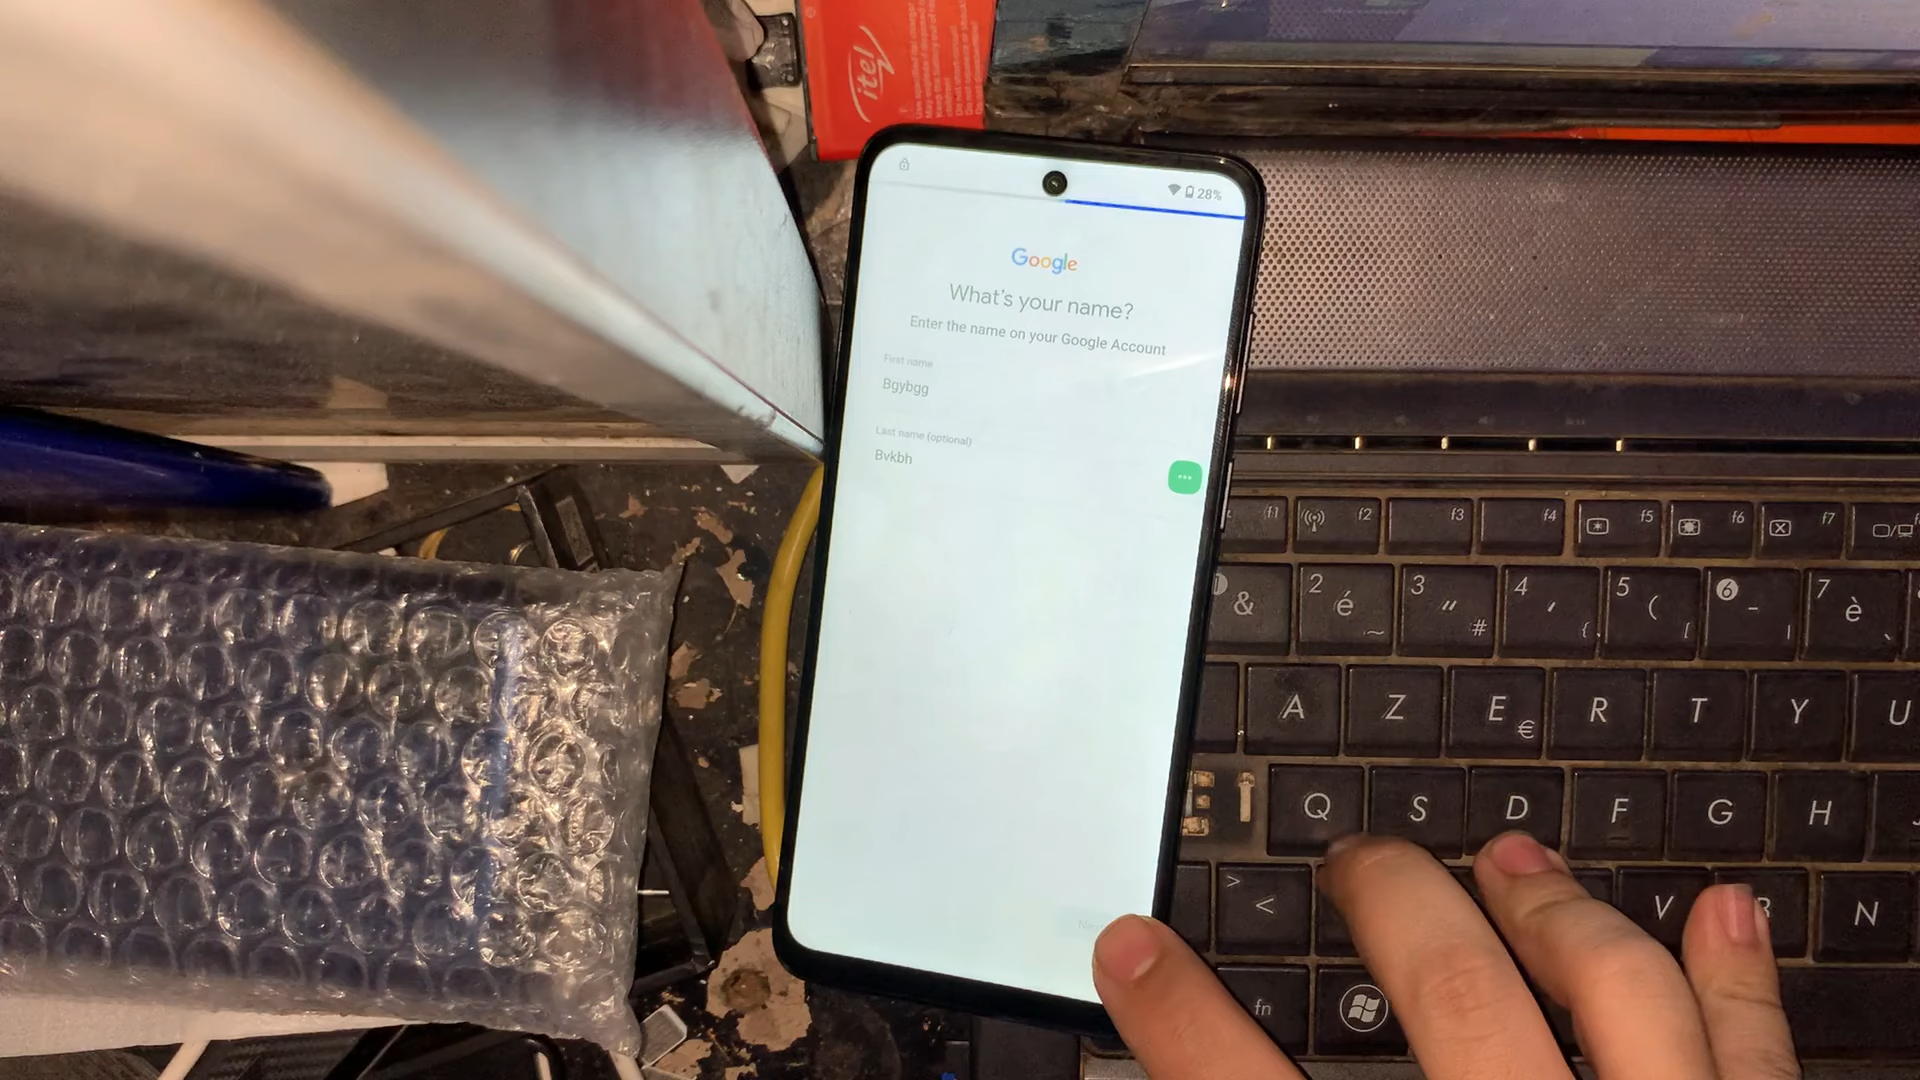 itel
28%
Google
What's your name?
Enter the name on your Google Account
First name
Bgybgg
Last name (optional)
Bvkbh
f1 f2 f3 f4 f5 f6 f7
& 2 é ~ 3 " # 4 ' { 5 ( [ 6 - | 7 è `
A Z E € R T Y U
Q S D F G H
> < V B N
fn